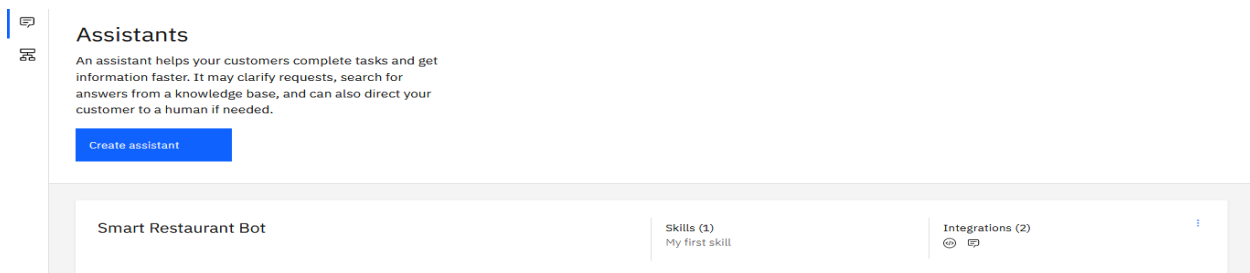 Assistants
An assistant helps your customers complete tasks and get
information faster. It may clarify requests, search for
answers from a knowledge base, and can also direct your
customer to a human if needed.
Create assistant
Smart Restaurant Bot
Skills (1)
My first skill
Integrations (2)